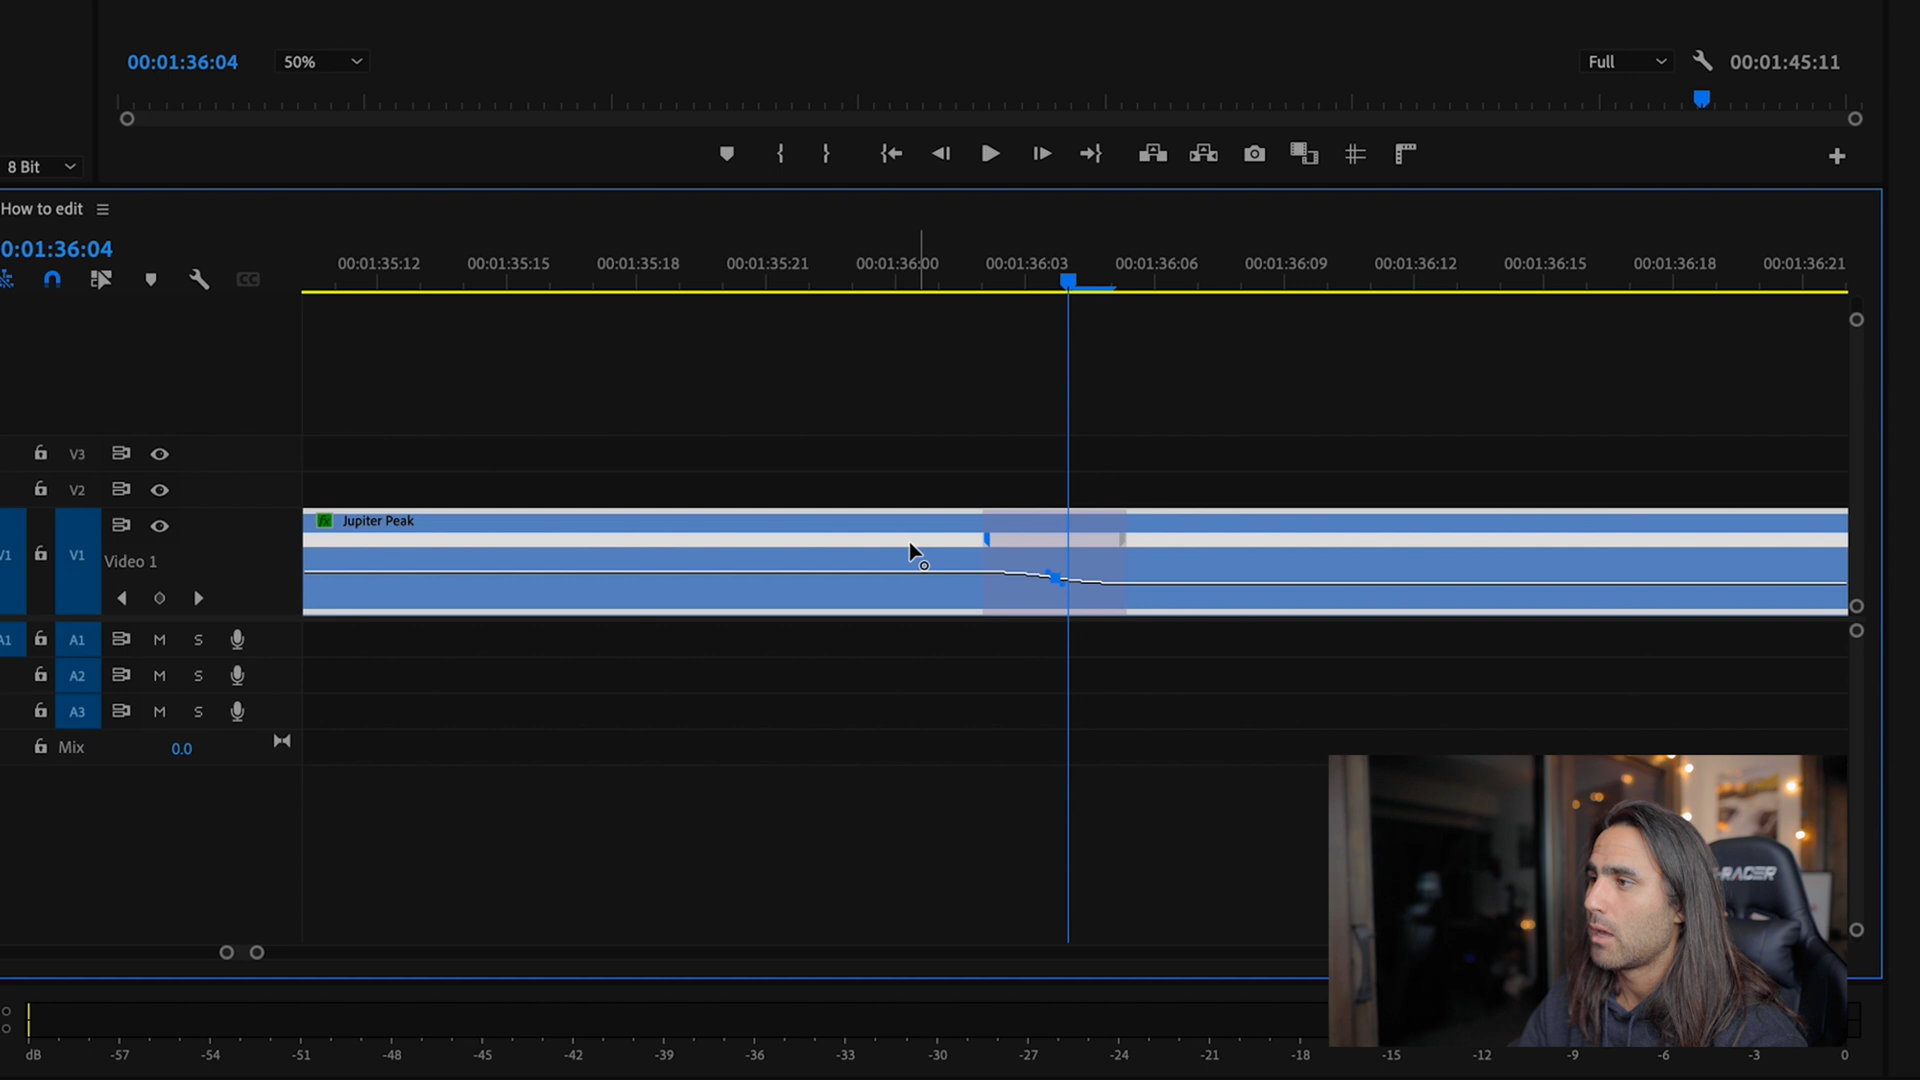 00:01:36:04 50% Full 00:01:45:11
8 Bit
How to edit
0:01:36:04
00:01:35:12 00:01:35:15 00:01:35:18 00:01:35:21 00:01:36:00 00:01:36:03 00:01:36:06 00:01:36:09 00:01:36:12 00:01:36:15 00:01:36:18 00:01:36:21
CC
V3
V2
fx Jupiter Peak
V1 V1 Video 1
A1 A1 M S
A2 M S
A3 M S
Mix 0.0
-RACER
dB -57 -54 -51 -48 -45 -42 -39 -36 -33 -30 -27 -24 -21 -18 -15 -12 -9 -6 -3 0